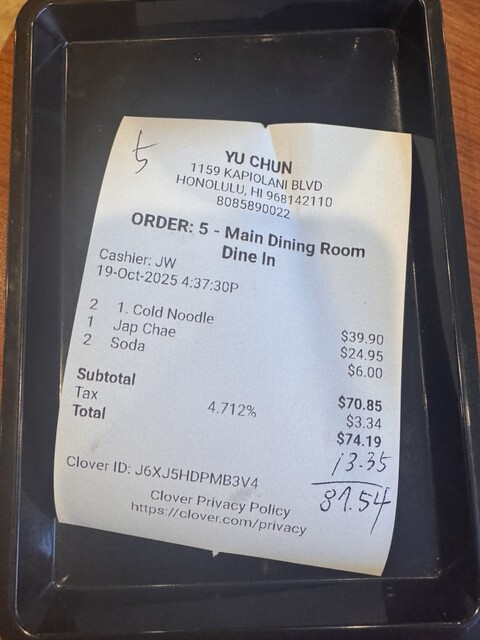 5
YU CHUN
1159 KAPIOLANI BLVD
HONOLULU, HI 968142110
8085890022
ORDER: 5 - Main Dining Room
Dine In
Cashier: JW
19-Oct-2025 4:37:30P
2 1. Cold Noodle $39.90
1 Jap Chae $24.95
2 Soda $6.00
Subtotal $70.85
Tax 4.712% $3.34
Total $74.19
13.35
87.54
Clover ID: J6XJ5HDPMB3V4
Clover Privacy Policy
https://clover.com/privacy